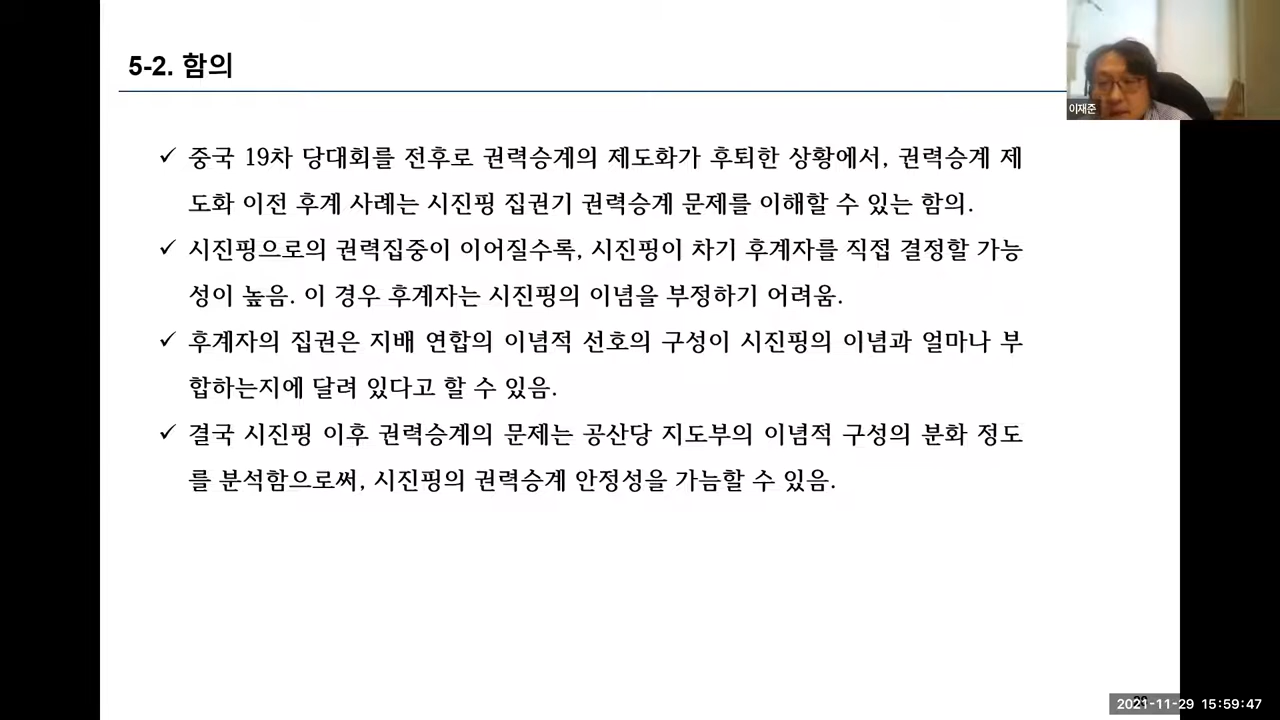 5-2. 함의
이재준
✓ 중국 19차 당대회를 전후로 권력승계의 제도화가 후퇴한 상황에서, 권력승계 제
도화 이전 후계 사례는 시진핑 집권기 권력승계 문제를 이해할 수 있는 함의.
✓ 시진핑으로의 권력집중이 이어질수록, 시진핑이 차기 후계자를 직접 결정할 가능
성이 높음. 이 경우 후계자는 시진핑의 이념을 부정하기 어려움.
✓ 후계자의 집권은 지배 연합의 이념적 선호의 구성이 시진핑의 이념과 얼마나 부
합하는지에 달려 있다고 할 수 있음.
✓ 결국 시진핑 이후 권력승계의 문제는 공산당 지도부의 이념적 구성의 분화 정도
를 분석함으로써, 시진핑의 권력승계 안정성을 가늠할 수 있음.
2021-11-29 15:59:47